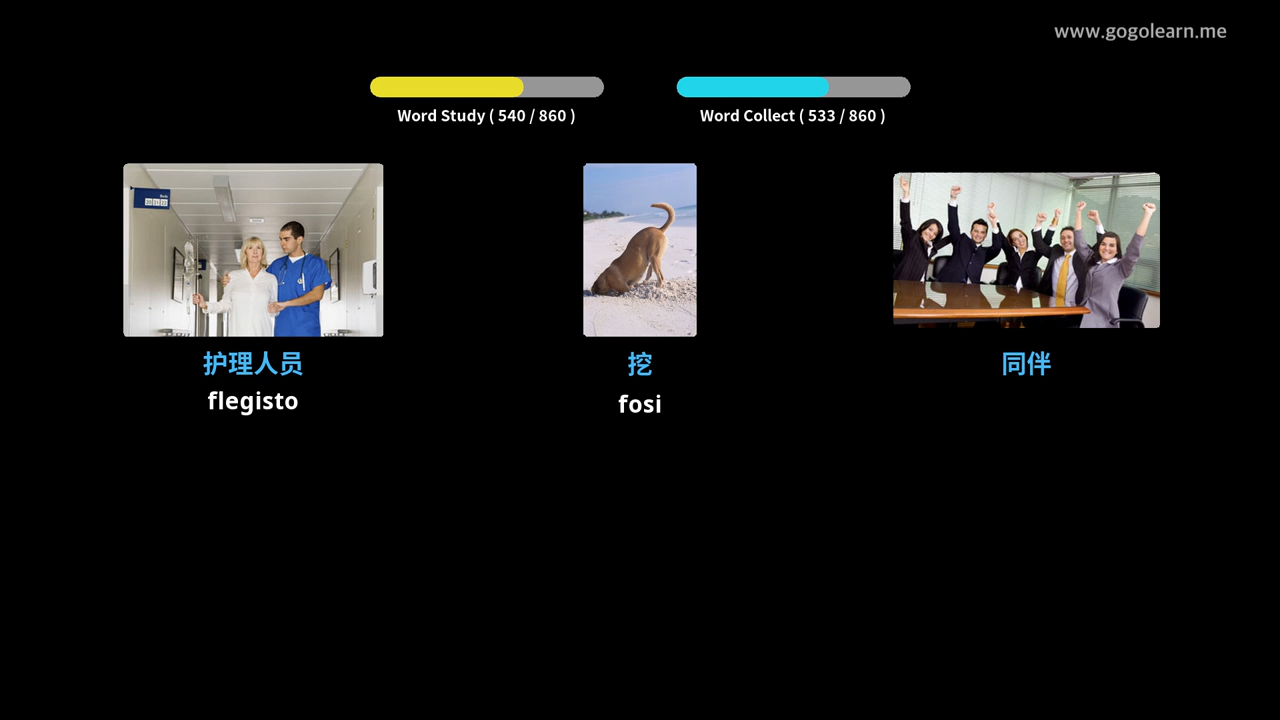 www.gogolearn.me
Word Study ( 540 / 860 )
Word Collect ( 533 / 860 )
护理人员
flegisto
挖
fosi
同伴